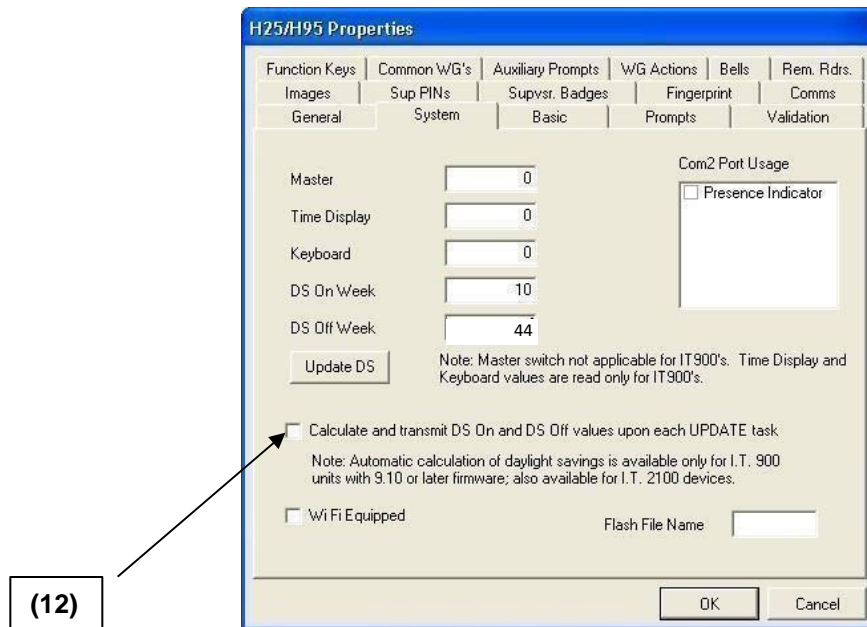 H25/H95 Properties
Function Keys Common WG's Auxiliary Prompts WG Actions Bells Rem. Rdrs.
Images Sup PINs Supvsr. Badges Fingerprint Comms
General System Basic Prompts Validation
Com2 Port Usage
Master 0
Presence Indicator
Time Display 0
Keyboard 0
DS On Week 10
DS Off Week 44
Update DS
Note: Master switch not applicable for IT900's. Time Display and
Keyboard values are read only for IT900's.
Calculate and transmit DS On and DS Off values upon each UPDATE task
Note: Automatic calculation of daylight savings is available only for I.T. 900
units with 9.10 or later firmware; also available for I.T. 2100 devices.
Wi Fi Equipped
Flash File Name
(12)
OK Cancel